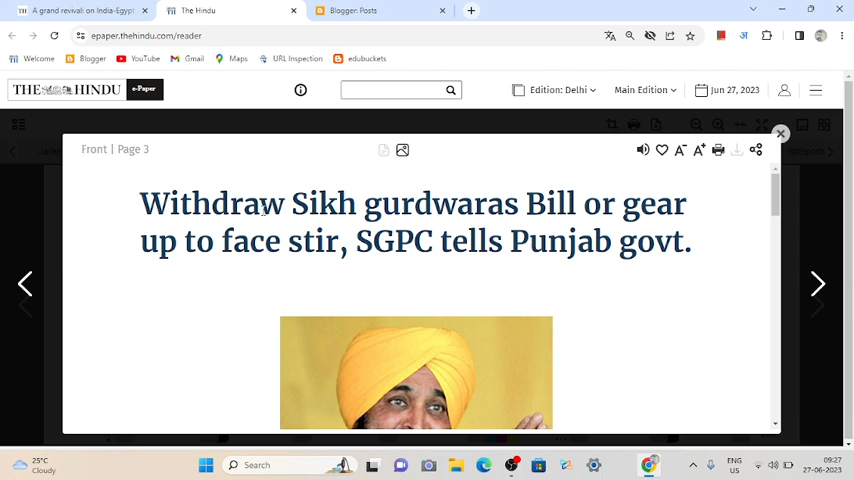 A grand revival: on India-Egypt
The Hindu
Blogger: Posts
epaper.thehindu.com/reader
Welcome
Blogger
YouTube
Gmail
Maps
URL Inspection
edubuckets
THE HINDU
e-Paper
Edition: Delhi
Main Edition
Jun 27, 2023
Front | Page 3
A-
A+
Withdraw Sikh gurdwaras Bill or gear
up to face stir, SGPC tells Punjab govt.
25°C
Cloudy
Search
ENG
US
09:27
27-06-2023